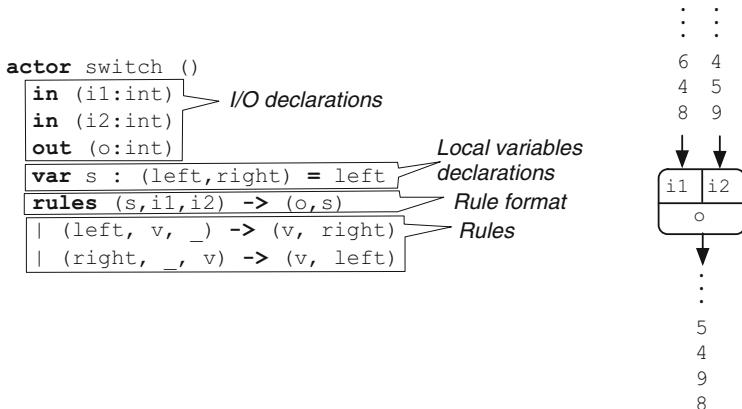 actor switch ()
in (i1:int)
in (i2:int)
out (o:int)
I/O declarations
var s : (left,right) = left
Local variables
declarations
rules (s,i1,i2) -> (o,s)
Rule format
| (left, v, _) -> (v, right)
| (right, _, v) -> (v, left)
Rules
6 4
4 5
8 9
i1 i2
o
5
4
9
8